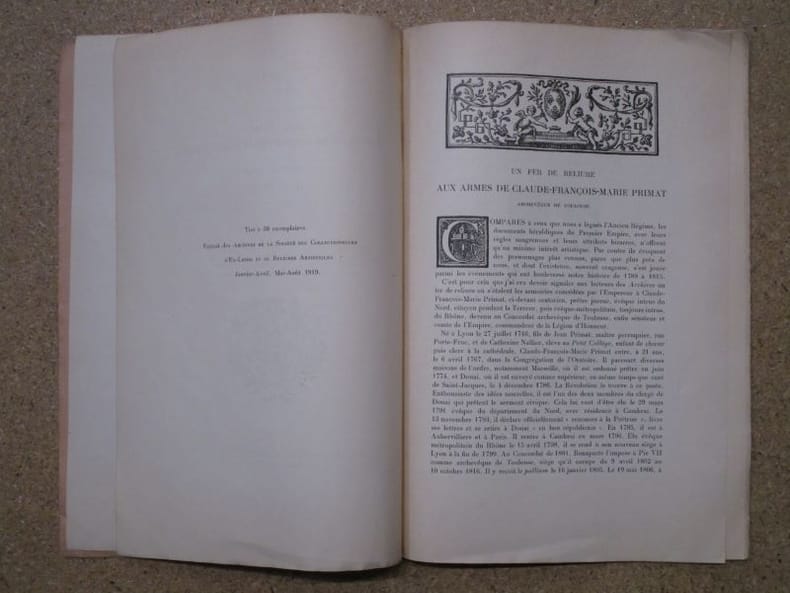 Tiré à 30 exemplaires
Extrait des Archives de la Société des Collectionneurs
d'Ex-Libris et de Reliures Artistiques
Janvier-Avril, Mai-Août 1919.
UN FER DE RELIURE
AUX ARMES DE CLAUDE-FRANÇOIS-MARIE PRIMAT
ARCHEVÊQUE DE TOULOUSE
COMPARÉS à ceux que nous a légués l'Ancien Régime, les
documents héraldiques du Premier Empire, avec leurs
règles rigoureuses et leurs attributs bizarres, n'offrent
qu'un minime intérêt artistique. Par contre ils évoquent
des personnages plus connus, parce que plus près de
nous, et dont l'existence, souvent orageuse, s'est jouée
parmi les événements qui ont bouleversé notre histoire de 1789 à 1815.
C'est pour cela que j'ai cru devoir signaler aux lecteurs des Archives un
fer de reliure où s'étalent les armoiries concédées par l'Empereur à Claude-
François-Marie Primat, ci-devant oratorien, prêtre jureur, évêque intrus du
Nord, citoyen pendant la Terreur, puis évêque-métropolitain, toujours intrus,
du Rhône, devenu au Concordat archevêque de Toulouse, enfin sénateur et
comte de l'Empire, commandeur de la Légion d'Honneur.
Né à Lyon le 27 juillet 1746, fils de Jean Primat, maître perruquier, rue
Porte-Froc, et de Catherine Nallier, élève au Petit Collège, enfant de chœur
puis clerc à la cathédrale, Claude-François-Marie Primat entre, à 21 ans,
le 6 avril 1767, dans la Congrégation de l'Oratoire. Il parcourt diverses
maisons de l'ordre, notamment Marseille, où il est ordonné prêtre en juin
1774, et Douai, où il est envoyé comme supérieur, en même temps que curé
de Saint-Jacques, le 4 décembre 1786. La Révolution le trouve à ce poste.
Enthousiaste des idées nouvelles, il est l'un des deux membres du clergé de
Douai qui prêtent le serment civique. Cela lui vaut d'être élu le 29 mars
1791 évêque du département du Nord, avec résidence à Cambrai. Le
13 novembre 1793, il déclare officiellement « renoncer à la Prêtrise », livre
ses lettres et se retire à Douai « en bon républicain ». En 1795, il est à
Aubervilliers et à Paris. Il rentre à Cambrai en mars 1796. Élu évêque
métropolitain du Rhône le 15 avril 1798, il se rend à son nouveau siège à
Lyon à la fin de 1799. Au Concordat de 1801, Bonaparte l'impose à Pie VII
comme archevêque de Toulouse, siège qu'il occupe du 9 avril 1802 au
10 octobre 1816. Il y reçoit le pallium le 16 janvier 1805. Le 19 mai 1806, à